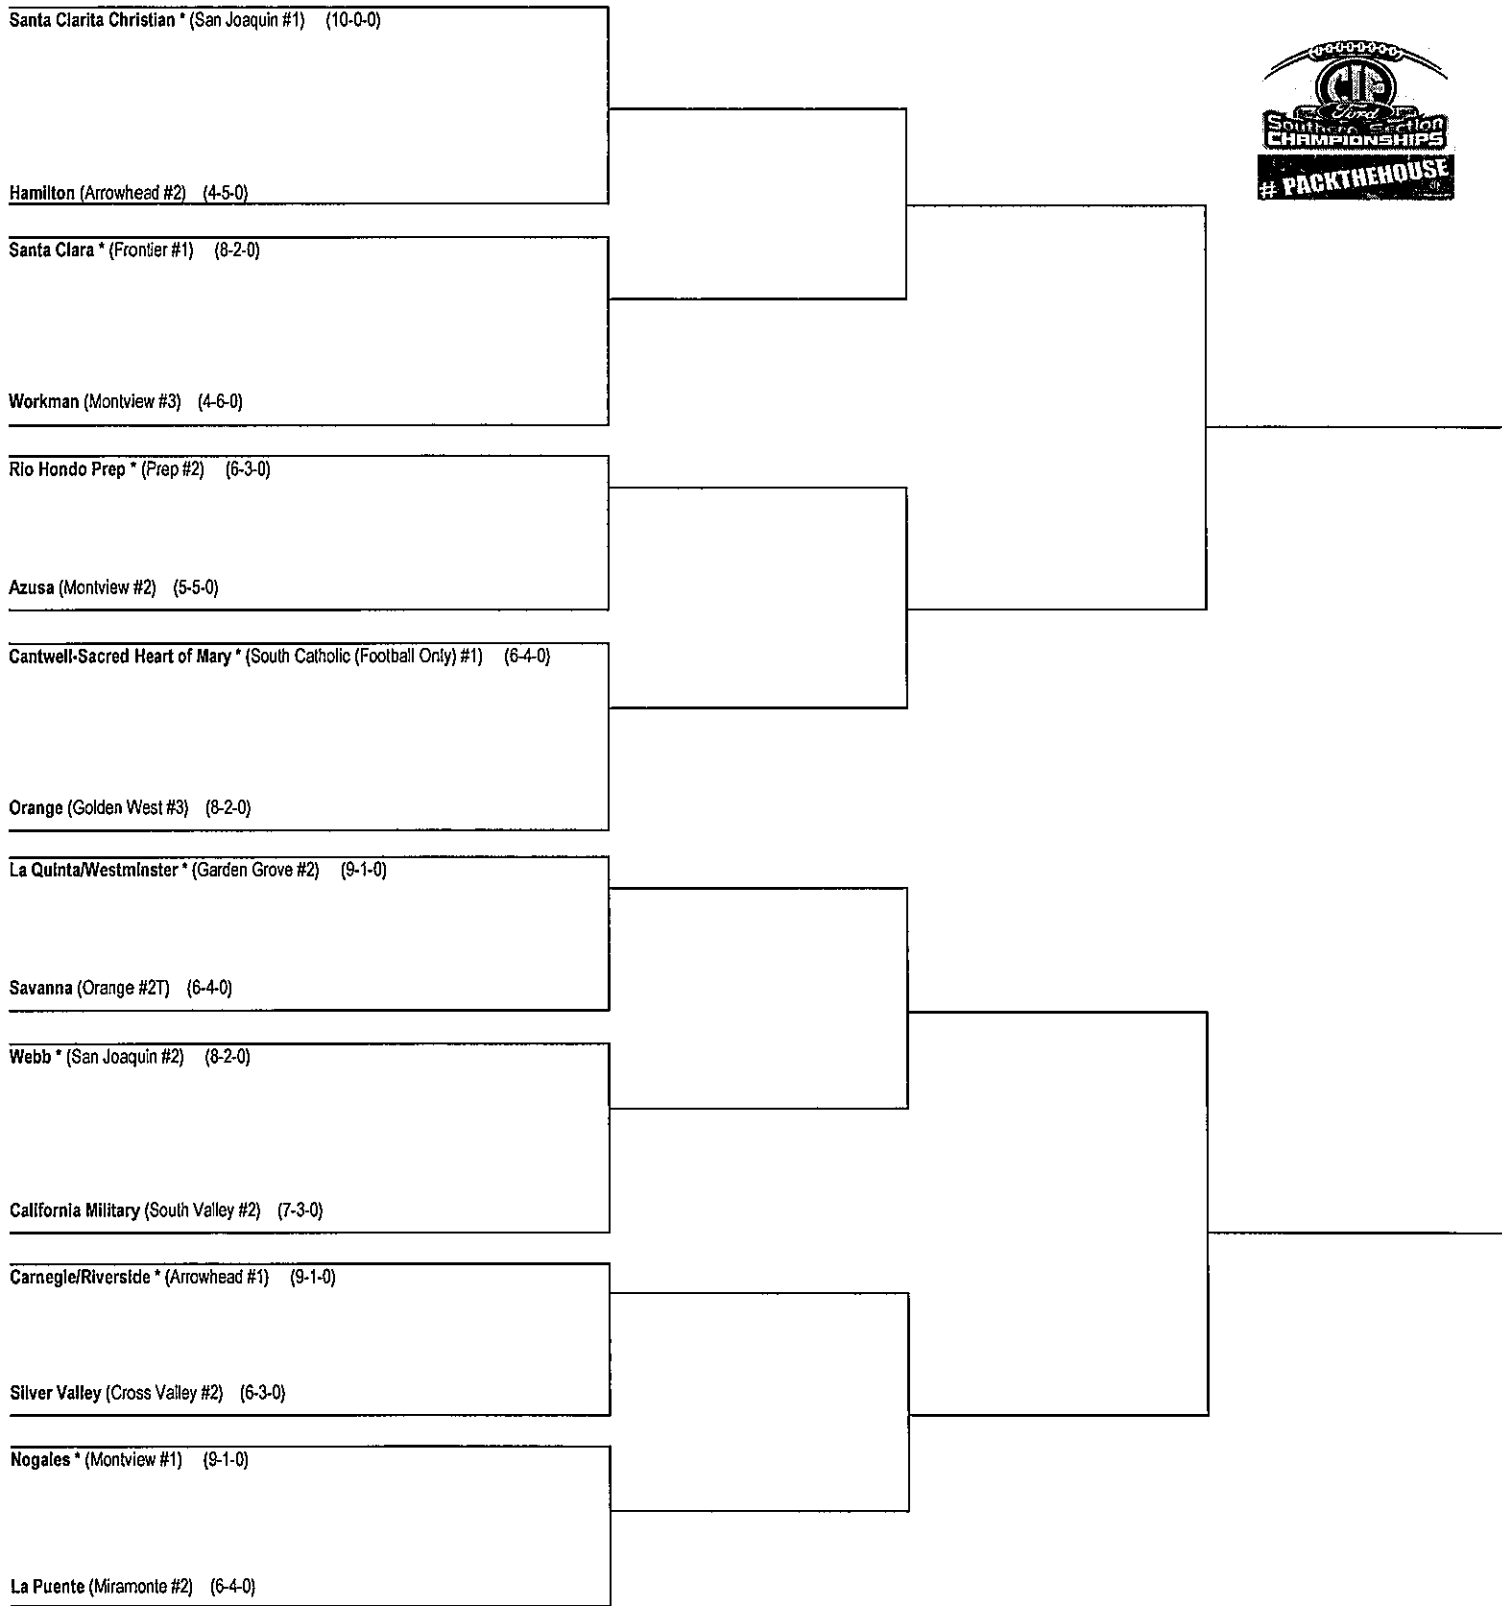 Santa Clarita Christian * (San Joaquin #1) (10-0-0)
CIF
Ford
Southern Section
CHAMPIONSHIPS
# PACKTHEHOUSE
Hamilton (Arrowhead #2) (4-5-0)
Santa Clara * (Frontier #1) (8-2-0)
Workman (Montview #3) (4-6-0)
Rio Hondo Prep * (Prep #2) (6-3-0)
Azusa (Montview #2) (5-5-0)
Cantwell-Sacred Heart of Mary * (South Catholic (Football Only) #1) (6-4-0)
Orange (Golden West #3) (8-2-0)
La Quinta/Westminster * (Garden Grove #2) (9-1-0)
Savanna (Orange #2T) (6-4-0)
Webb * (San Joaquin #2) (8-2-0)
California Military (South Valley #2) (7-3-0)
Carnegie/Riverside * (Arrowhead #1) (9-1-0)
Silver Valley (Cross Valley #2) (6-3-0)
Nogales * (Montview #1) (9-1-0)
La Puente (Miramonte #2) (6-4-0)